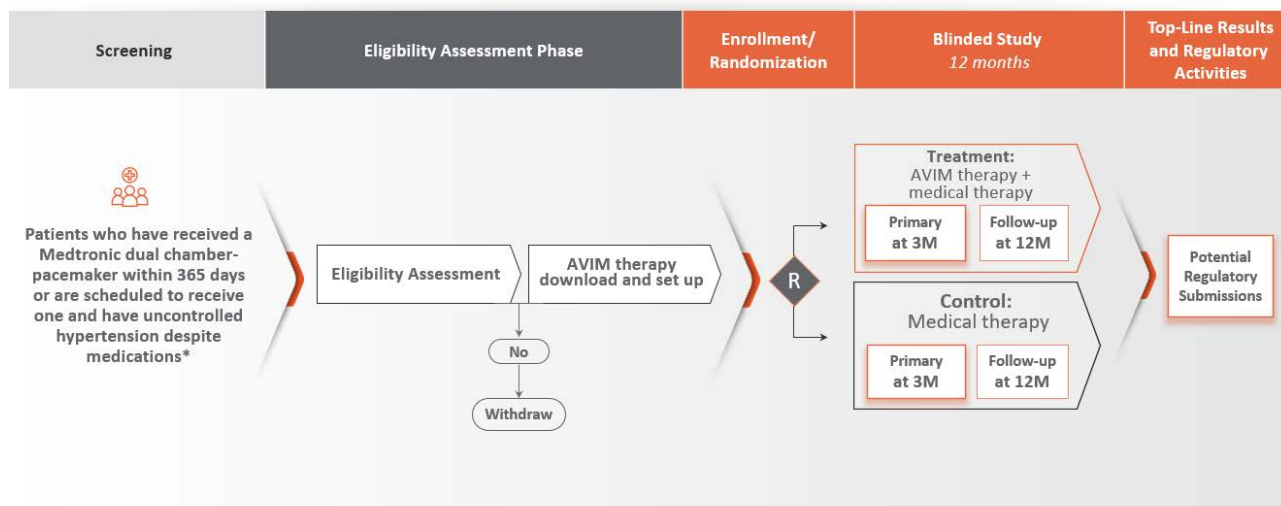 Screening
Eligibility Assessment Phase
Enrollment/
Randomization
Blinded Study
12 months
Top-Line Results
and Regulatory
Activities
Patients who have received a
Medtronic dual chamber-
pacemaker within 365 days
or are scheduled to receive
one and have uncontrolled
hypertension despite
medications*
Eligibility Assessment
AVIM therapy
download and set up
No
Withdraw
R
Treatment:
AVIM therapy +
medical therapy
Primary
at 3M
Follow-up
at 12M
Control:
Medical therapy
Primary
at 3M
Follow-up
at 12M
Potential
Regulatory
Submissions